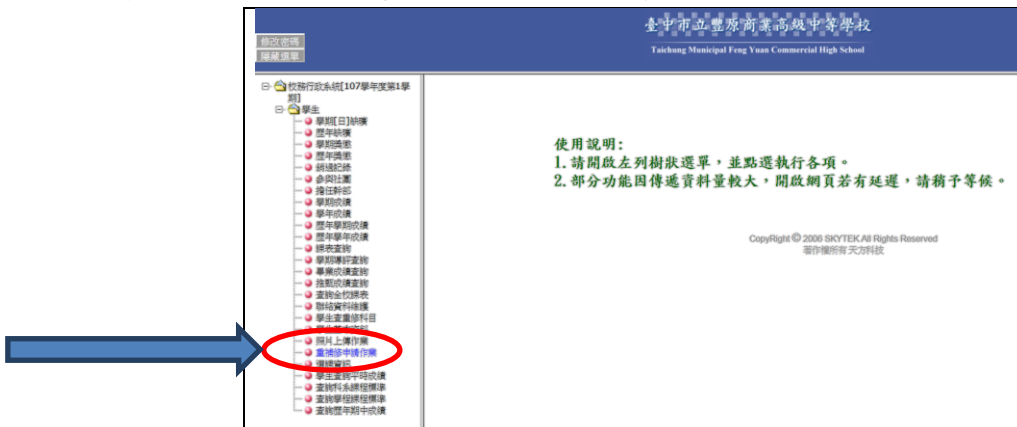 臺中市立豐原商業高級中等學校
Taichung Municipal Feng Yuan Commercial High School
修改密碼
隱藏選單
校務行政系統[107學年度第1學
期]
學生
學期[日]缺曠
歷年缺曠
學期獎懲
歷年獎懲
銷過記錄
參與社團
擔任幹部
學期成績
學年成績
歷年學期成績
歷年學年成績
課表查詢
學期導評查詢
畢業成績查詢
推甄成績查詢
查詢全校課表
聯絡資料維護
學生查重修科目
學生基本資料
照片上傳作業
重補修申請作業
選課資訊
學生查詢平時成績
查詢科系課程標準
查詢學程課程標準
查詢歷年期中成績
使用說明:
1.請開啟左列樹狀選單，並點選執行各項。
2.部分功能因傳遞資料量較大，開啟網頁若有延遲，請稍予等候。
CopyRight © 2006 SKYTEK All Rights Reserved
著作權所有 天方科技